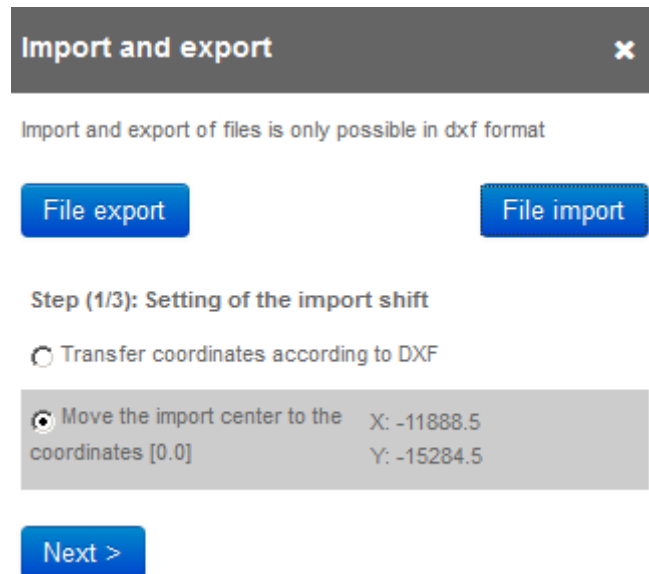 Import and export
Import and export of files is only possible in dxf format
File export
File import
Step (1/3): Setting of the import shift
Transfer coordinates according to DXF
Move the import center to the
coordinates [0.0]
X: -11888.5
Y: -15284.5
Next >